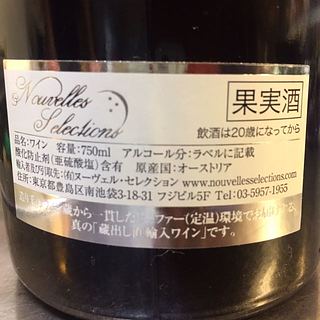 Nouvelles
Selections
果実酒
飲酒は20歳になってから
品名:ワイン 容量:750ml アルコール分:ラベルに記載
酸化防止剤(亜硫酸塩)含有 原産国:オーストリア
輸入者及び引取先:(有)ヌーヴェル・セレクション www.nouvellesselections.com
住所:東京都豊島区南池袋3-18-31 フジビル5F Tel:03-5957-1955
蔵から一貫した ファー(定温)環境でお
真の「蔵出し直輸入ワイン」です。